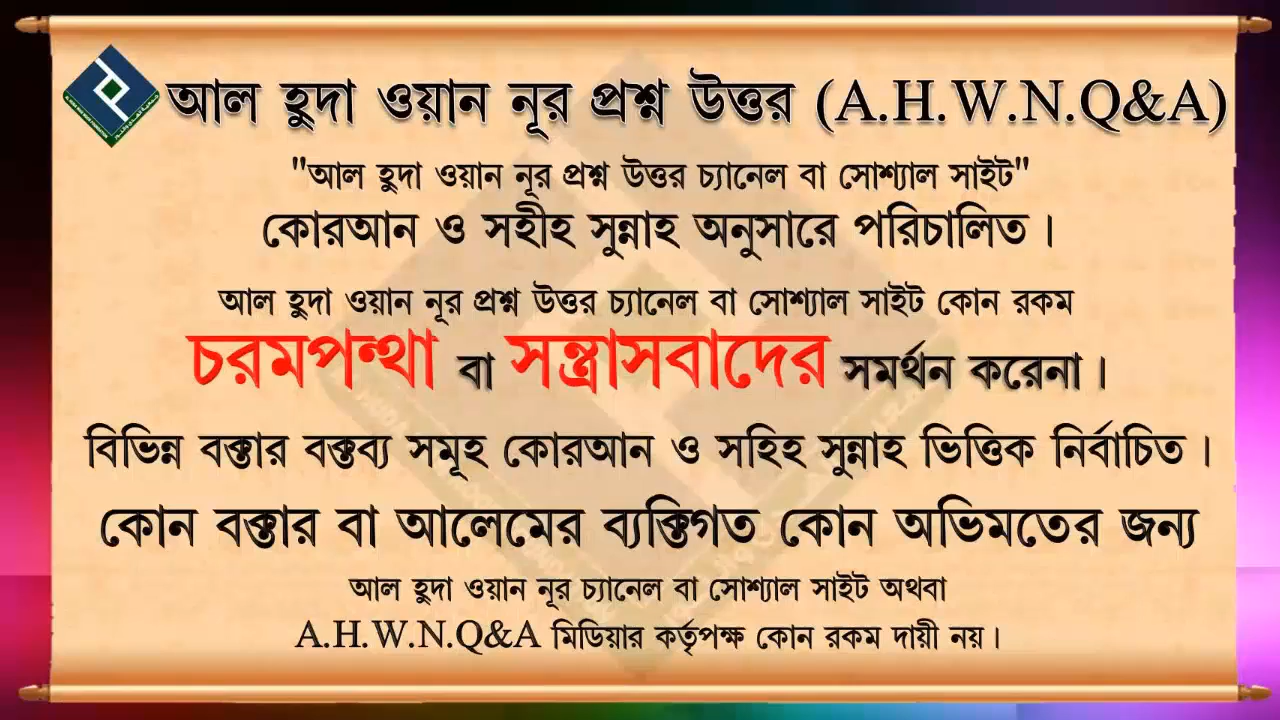 আল হুদা ওয়ান নূর প্রশ্ন উত্তর (A.H.W.N.Q&A)
"আল হুদা ওয়ান নূর প্রশ্ন উত্তর চ্যানেল বা সোশ্যাল সাইট"
কোরআন ও সহীহ সুন্নাহ অনুসারে পরিচালিত ।
আল হুদা ওয়ান নূর প্রশ্ন উত্তর চ্যানেল বা সোশ্যাল সাইট কোন রকম
চরমপন্থা বা সন্ত্রাসবাদের সমর্থন করেনা ।
বিভিন্ন বক্তার বক্তব্য সমূহ কোরআন ও সহিহ সুন্নাহ ভিত্তিক নির্বাচিত ।
কোন বক্তার বা আলেমের ব্যক্তিগত কোন অভিমতের জন্য
আল হুদা ওয়ান নূর চ্যানেল বা সোশ্যাল সাইট অথবা
A.H.W.N.Q&A মিডিয়ার কর্তৃপক্ষ কোন রকম দায়ী নয় ।